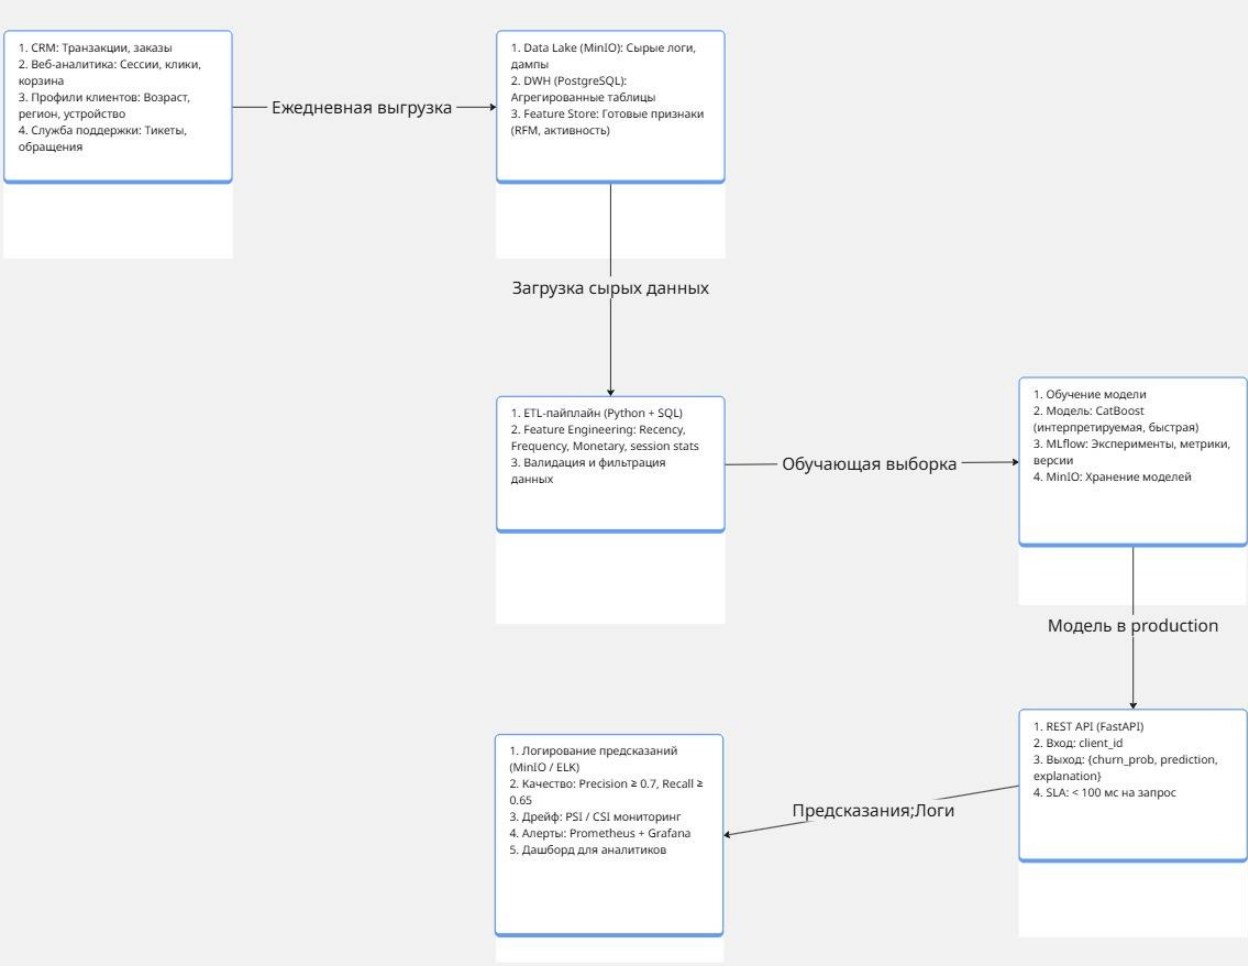 1. CRM: Транзакции, заказы
2. Веб-аналитика: Сессии, клики,
корзина
3. Профили клиентов: Возраст,
регион, устройство
4. Служба поддержки: Тикеты,
обращения
Ежедневная выгрузка
1. Data Lake (MinIO): Сырые логи,
дампы
2. DWH (PostgreSQL):
Агрегированные таблицы
3. Feature Store: Готовые признаки
(RFM, активность)
Загрузка сырых данных
1. ETL-пайплайн (Python + SQL)
2. Feature Engineering: Recency,
Frequency, Monetary, session stats
3. Валидация и фильтрация
данных
Обучающая выборка
1. Обучение модели
2. Модель: CatBoost
(интерпретируемая, быстрая)
3. MLflow: Эксперименты, метрики,
версии
4. MinIO: Хранение моделей
Модель в production
1. REST API (FastAPI)
2. Вход: client_id
3. Выход: {churn_prob, prediction,
explanation}
4. SLA: < 100 мс на запрос
Предсказания;Логи
1. Логирование предсказаний
(MinIO / ELK)
2. Качество: Precision ≥ 0.7, Recall ≥
0.65
3. Дрейф: PSI / CSI мониторинг
4. Алерты: Prometheus + Grafana
5. Дашборд для аналитиков